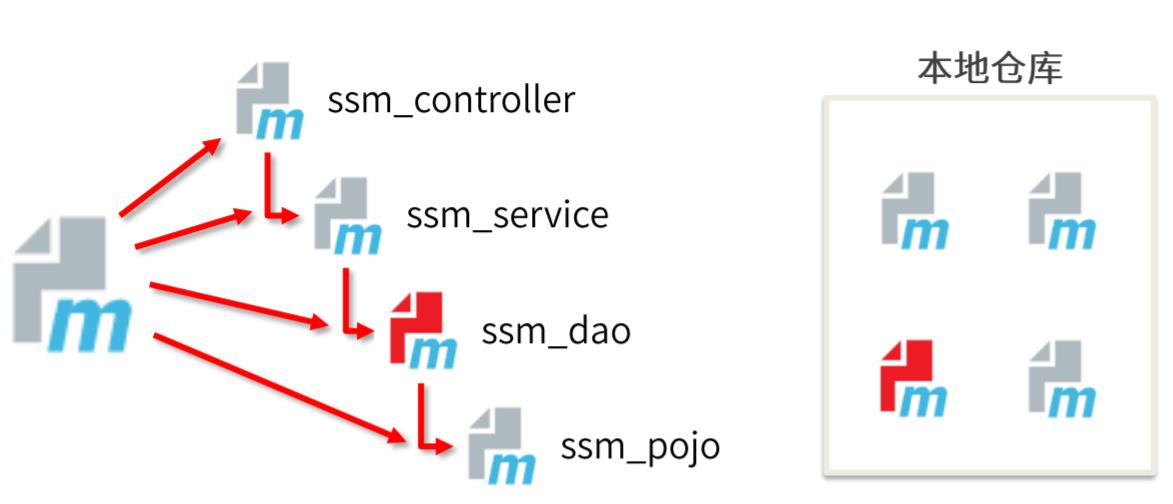 本地仓库
ssm_controller
ssm_service
ssm_dao
ssm_pojo
m
m
m
m
m
m
m
m
m